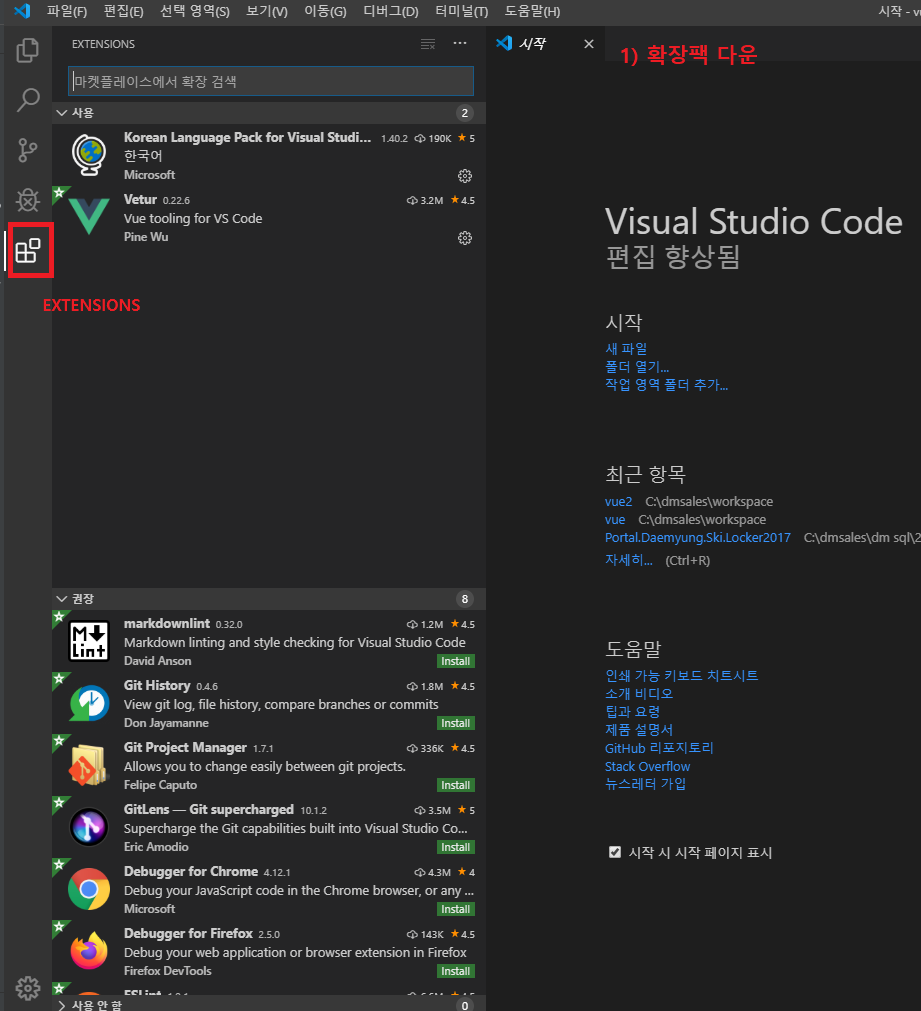 파일(F) 편집(E) 선택 영역(S) 보기(V) 이동(G) 디버그(D) 터미널(T) 도움말(H) 시작 - vu
EXTENSIONS
마켓플레이스에서 확장 검색
사용 2
Korean Language Pack for Visual Studi... 1.40.2 190K 5
한국어
Microsoft
Vetur 0.22.6 3.2M 4.5
Vue tooling for VS Code
Pine Wu
EXTENSIONS
권장 8
markdownlint 0.32.0 1.2M 4.5
Markdown linting and style checking for Visual Studio Code
David Anson Install
Git History 0.4.6 1.8M 4.5
View git log, file history, compare branches or commits
Don Jayamanne Install
Git Project Manager 1.7.1 336K 4.5
Allows you to change easily between git projects.
Felipe Caputo Install
GitLens — Git supercharged 10.1.2 3.5M 5
Supercharge the Git capabilities built into Visual Studio Co...
Eric Amodio Install
Debugger for Chrome 4.12.1 4.3M 4
Debug your JavaScript code in the Chrome browser, or any ...
Microsoft Install
Debugger for Firefox 2.5.0 143K 4.5
Debug your web application or browser extension in Firefox
Firefox DevTools Install
ESLint
사용 안 함 0
시작
1) 확장팩 다운
Visual Studio Code
편집 향상됨
시작
새 파일
폴더 열기...
작업 영역 폴더 추가...
최근 항목
vue2 C:\dmsales\workspace
vue C:\dmsales\workspace
Portal.Daemyung.Ski.Locker2017 C:\dmsales\dm sql\2
자세히... (Ctrl+R)
도움말
인쇄 가능 키보드 치트시트
소개 비디오
팁과 요령
제품 설명서
GitHub 리포지토리
Stack Overflow
뉴스레터 가입
시작 시 시작 페이지 표시